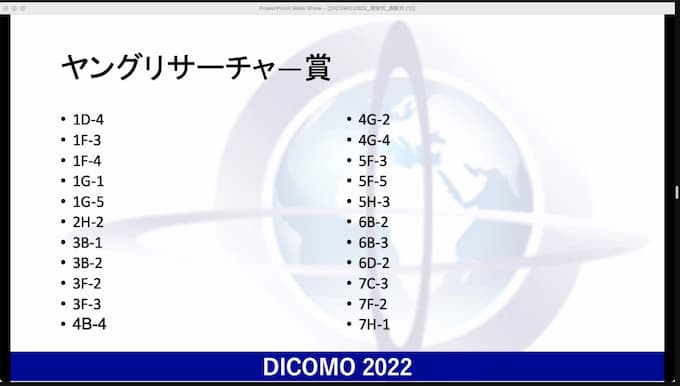 ヤングリサーチャー賞
• 1D-4
• 1F-3
• 1F-4
• 1G-1
• 1G-5
• 2H-2
• 3B-1
• 3B-2
• 3F-2
• 3F-3
• 4B-4
• 4G-2
• 4G-4
• 5F-3
• 5F-5
• 5H-3
• 6B-2
• 6B-3
• 6D-2
• 7C-3
• 7F-2
• 7H-1
DICOMO 2022